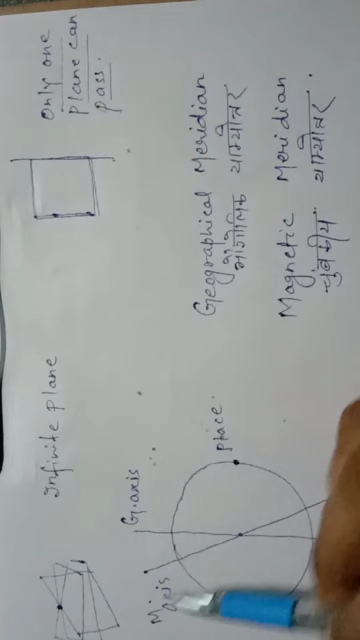 Infinite plane
Only one
plane can
pass.
Geographical Meridian
भौगोलिक याम्योत्तर
Magnetic Meridian
चुंबकीय याम्योत्तर
G.axis
M.axis
place